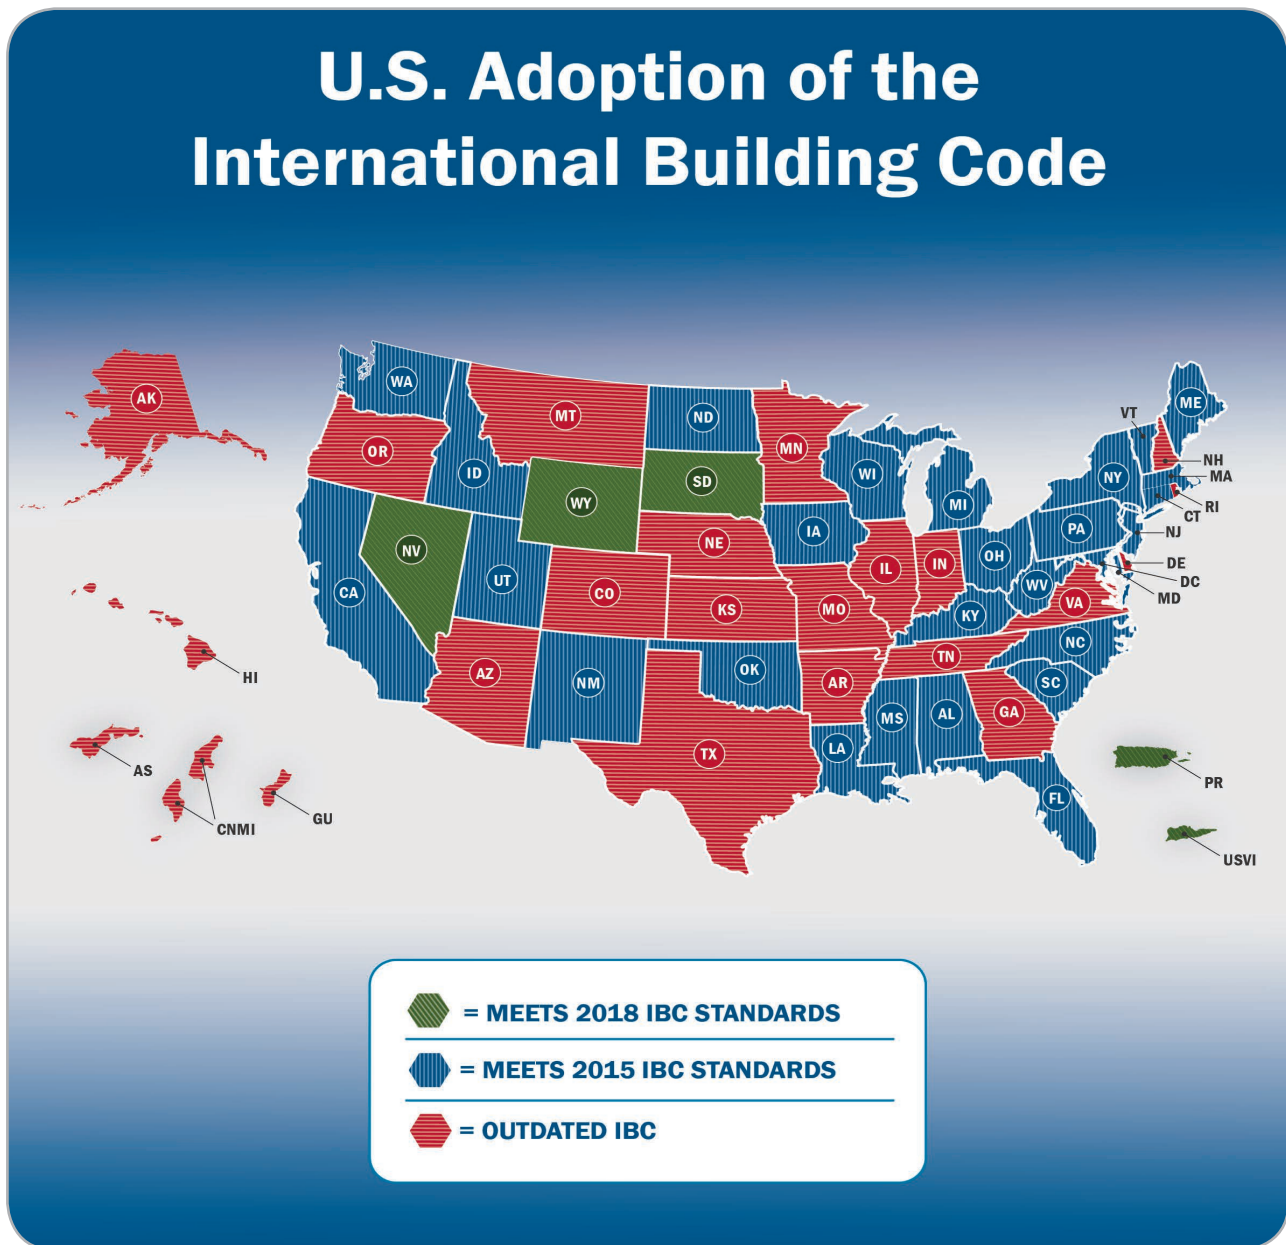 U.S. Adoption of the
International Building Code
AK
WA
MT
ND
MN
ME
VT
OR
ID
WY
SD
WI
MI
NY
NH
MA
RI
CT
NV
NE
IA
PA
NJ
CA
UT
CO
KS
IL
IN
OH
WV
DE
DC
MD
MO
KY
VA
HI
AZ
NM
OK
AR
TN
NC
SC
MS
AL
GA
TX
LA
FL
AS
CNMI
GU
PR
USVI
= MEETS 2018 IBC STANDARDS
= MEETS 2015 IBC STANDARDS
= OUTDATED IBC